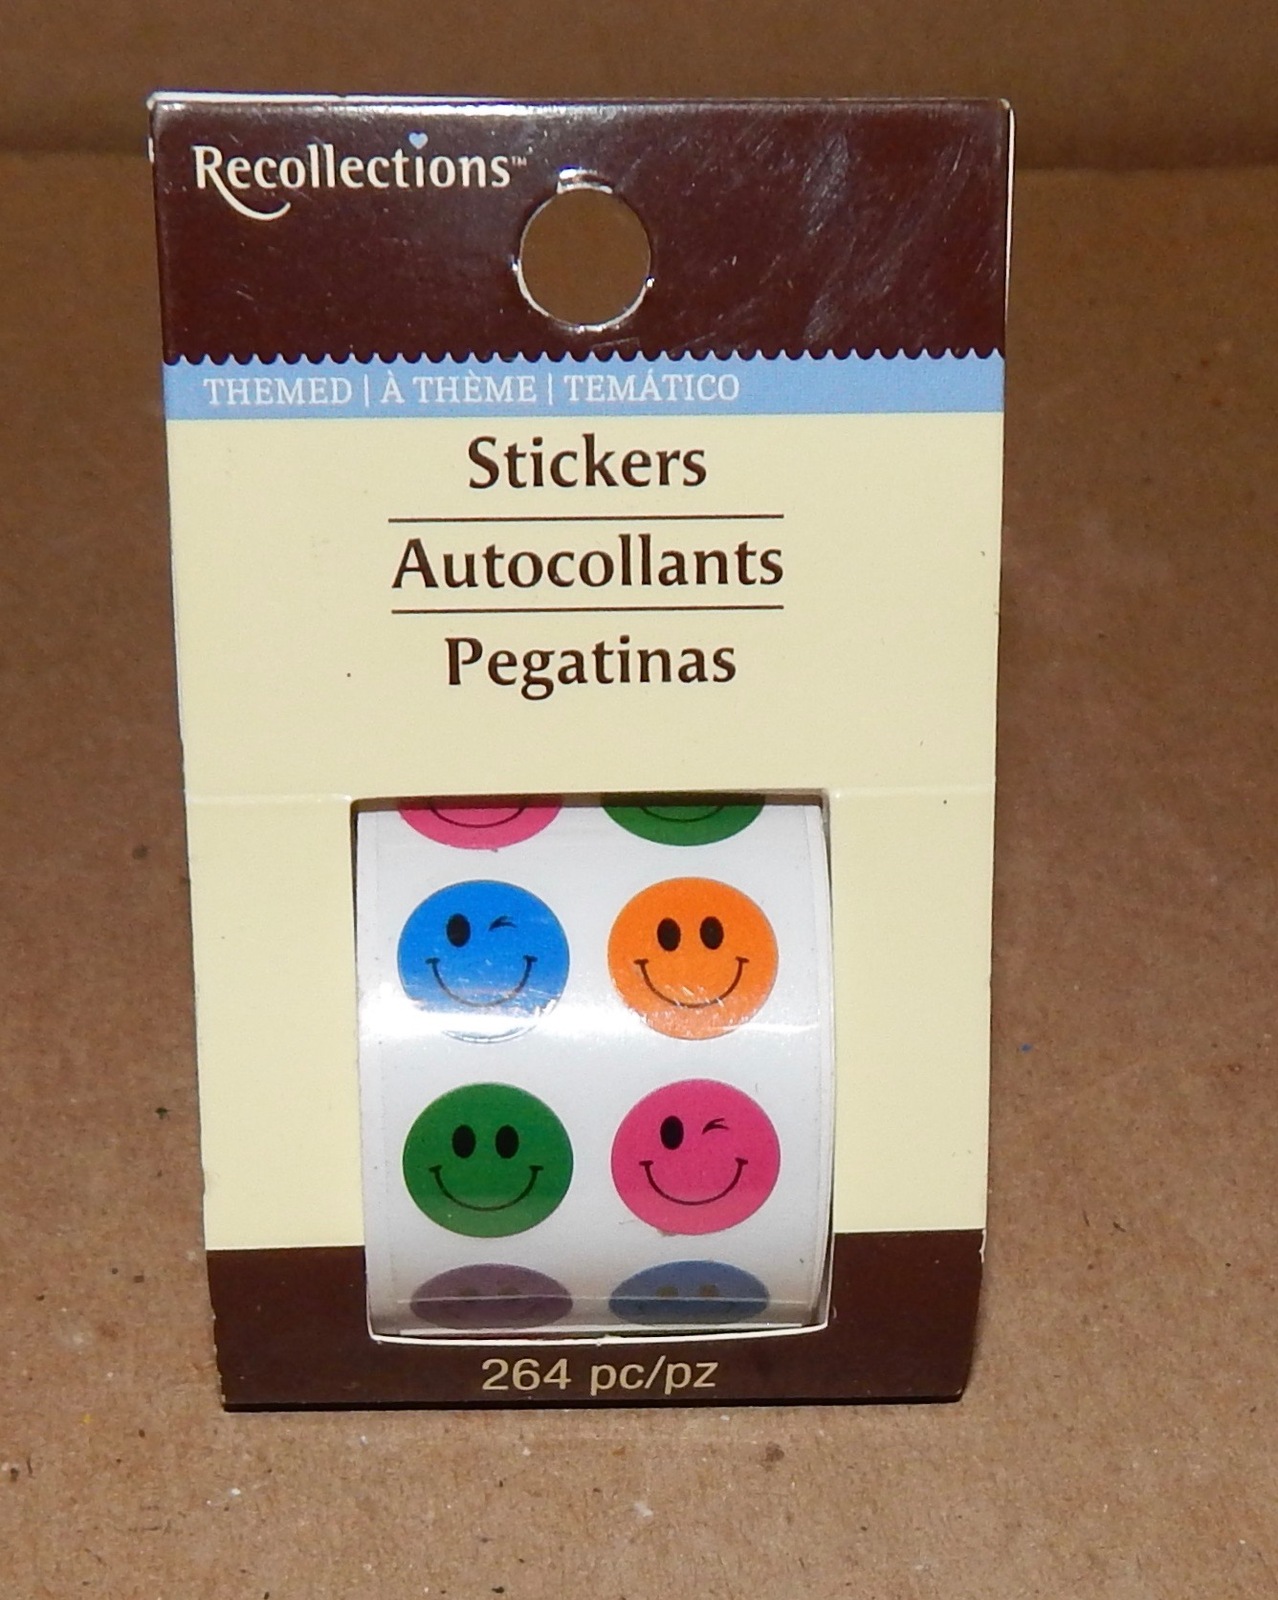 Recollections™
THEMED | À THÈME | TEMÁTICO
Stickers
Autocollants
Pegatinas
264 pc/pz